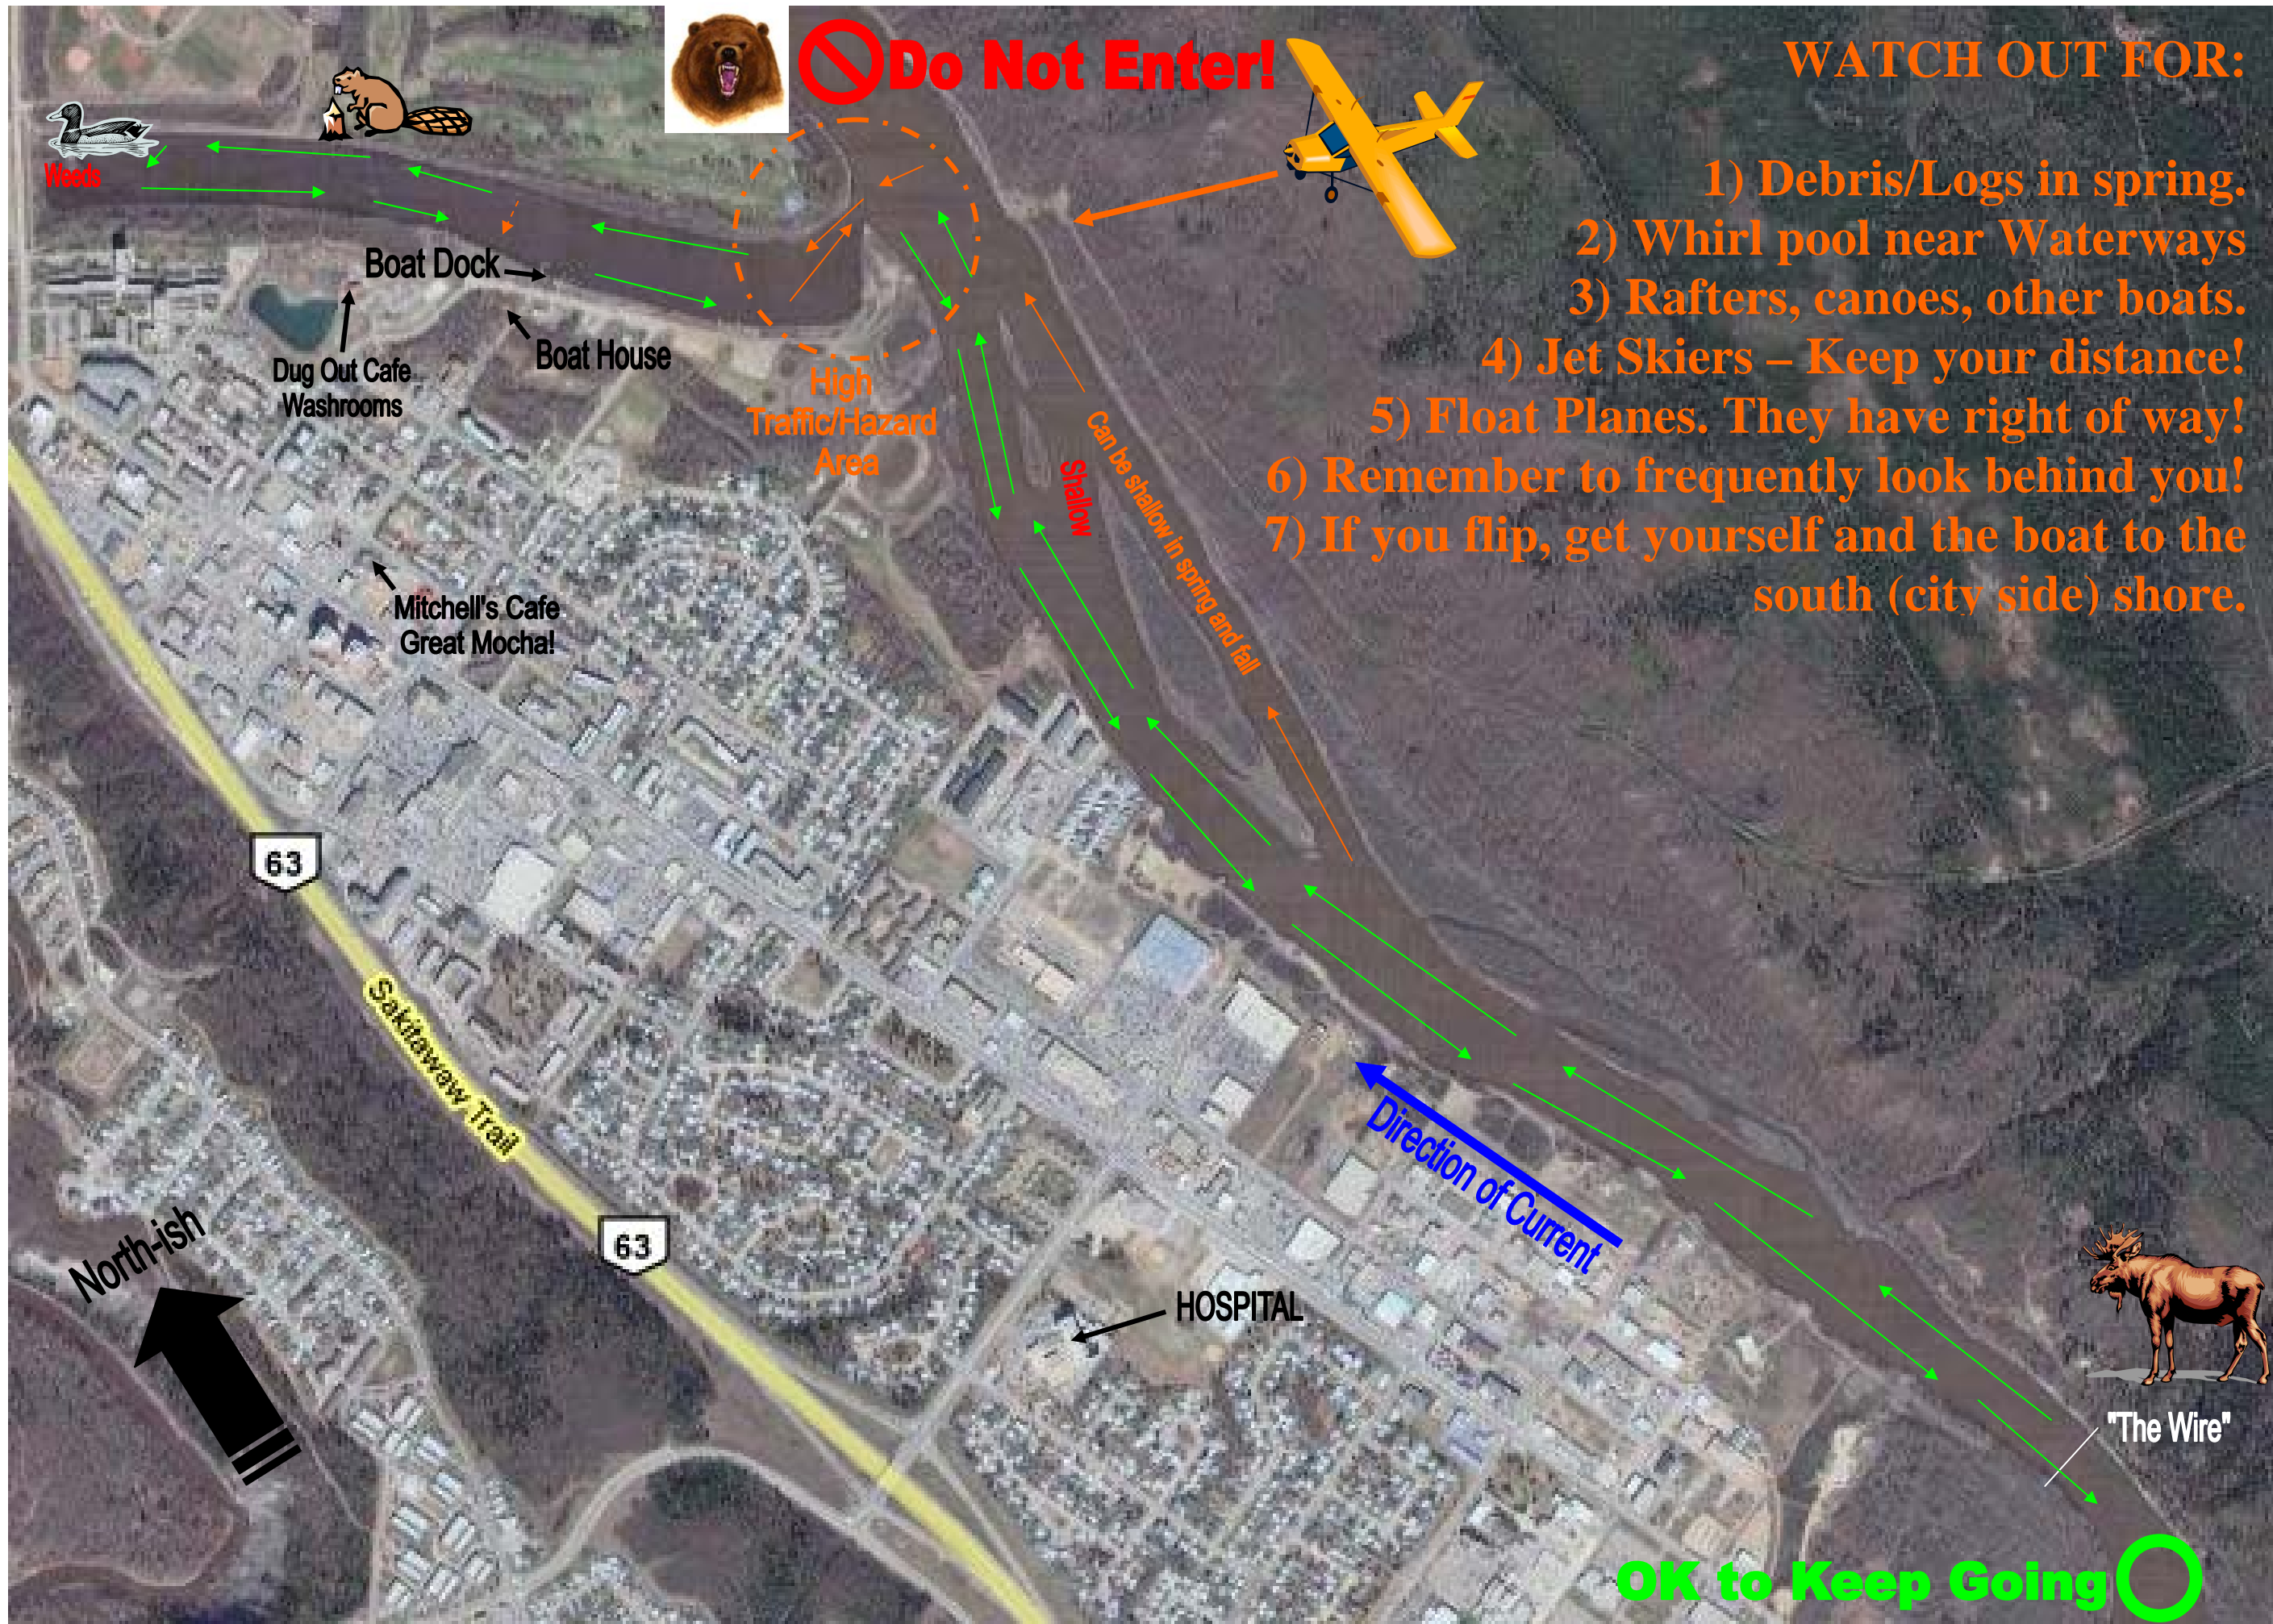 Do Not Enter!
WATCH OUT FOR:
1) Debris/Logs in spring.
2) Whirl pool near Waterways
3) Rafters, canoes, other boats.
4) Jet Skiers – Keep your distance!
5) Float Planes. They have right of way!
6) Remember to frequently look behind you!
7) If you flip, get yourself and the boat to the
south (city side) shore.
Weeds
Boat Dock
Boat House
Dug Out Cafe
Washrooms
High
Traffic/Hazard
Area
Shallow
Can be shallow in spring and fall
Mitchell's Cafe
Great Mocha!
63
Sakitawaw Trail
63
North-ish
Direction of Current
HOSPITAL
"The Wire"
OK to Keep Going